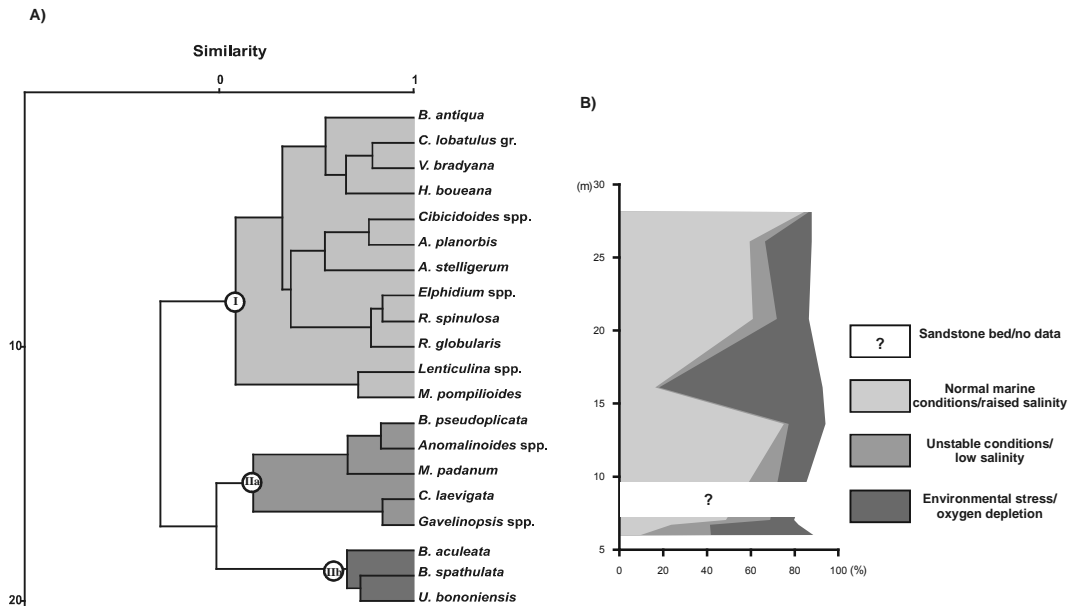 A)
Similarity
0 1
B. antiqua
C. lobatulus gr.
V. bradyana
H. boueana
Cibicidoides spp.
A. planorbis
A. stelligerum
Elphidium spp.
R. spinulosa
R. globularis
Lenticulina spp.
M. pompilioides
B. pseudoplicata
Anomalinoides spp.
M. padanum
C. laevigata
Gavelinopsis spp.
B. aculeata
B. spathulata
U. bononiensis
I
IIa
IIb
10
20
B)
(m) 30
25
20
15
10
5
?
0 20 40 60 80 100 (%)
?
Sandstone bed/no data
Normal marine
conditions/raised salinity
Unstable conditions/
low salinity
Environmental stress/
oxygen depletion